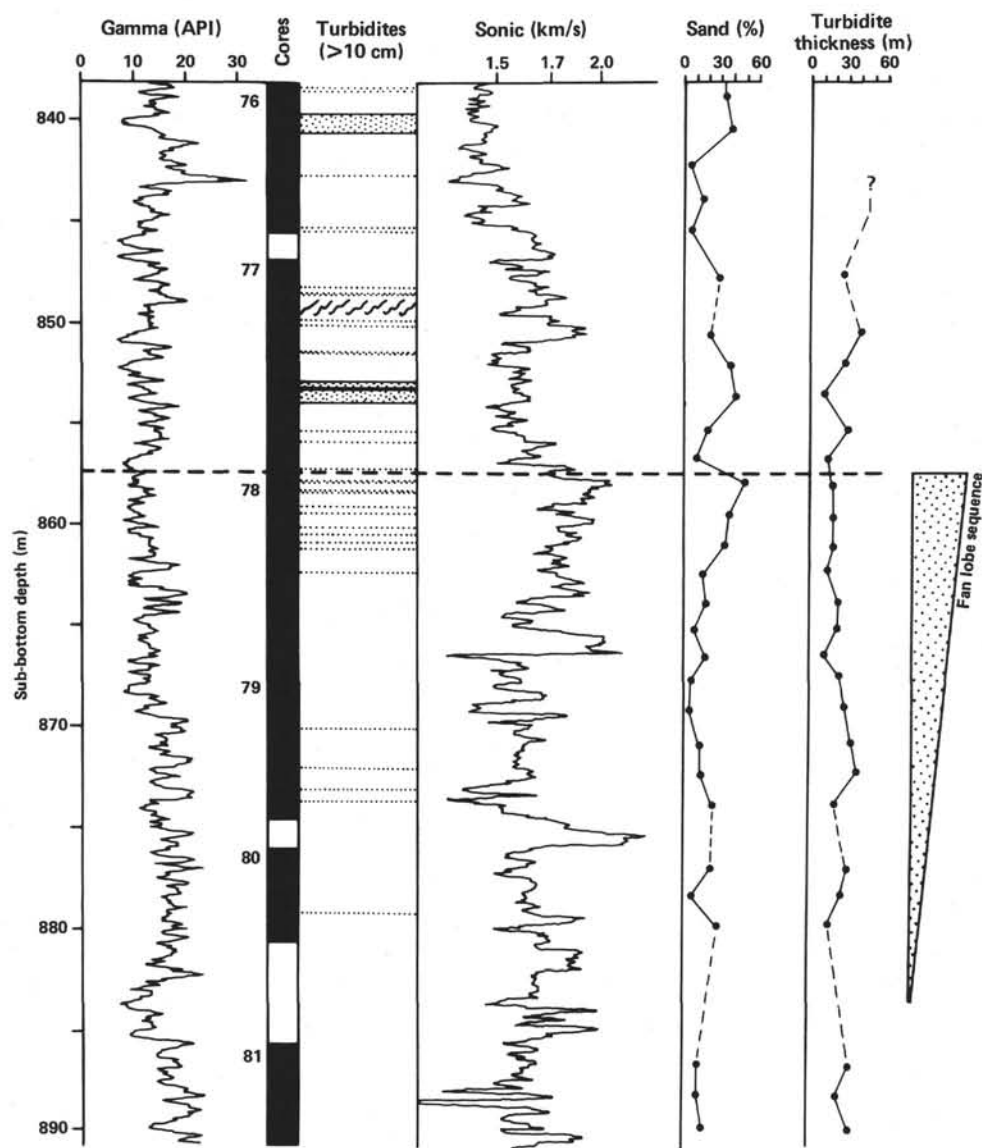 Gamma (API)
10 20 30
Cores
Turbidites
(>10 cm)
Sonic (km/s)
1.5 1.7 2.0
Sand (%)
0 30 60
Turbidite
thickness (m)
0 30 60
Sub-bottom depth (m)
840
850
860
870
880
890
76
77
78
79
80
81
?
Fan lobe sequence